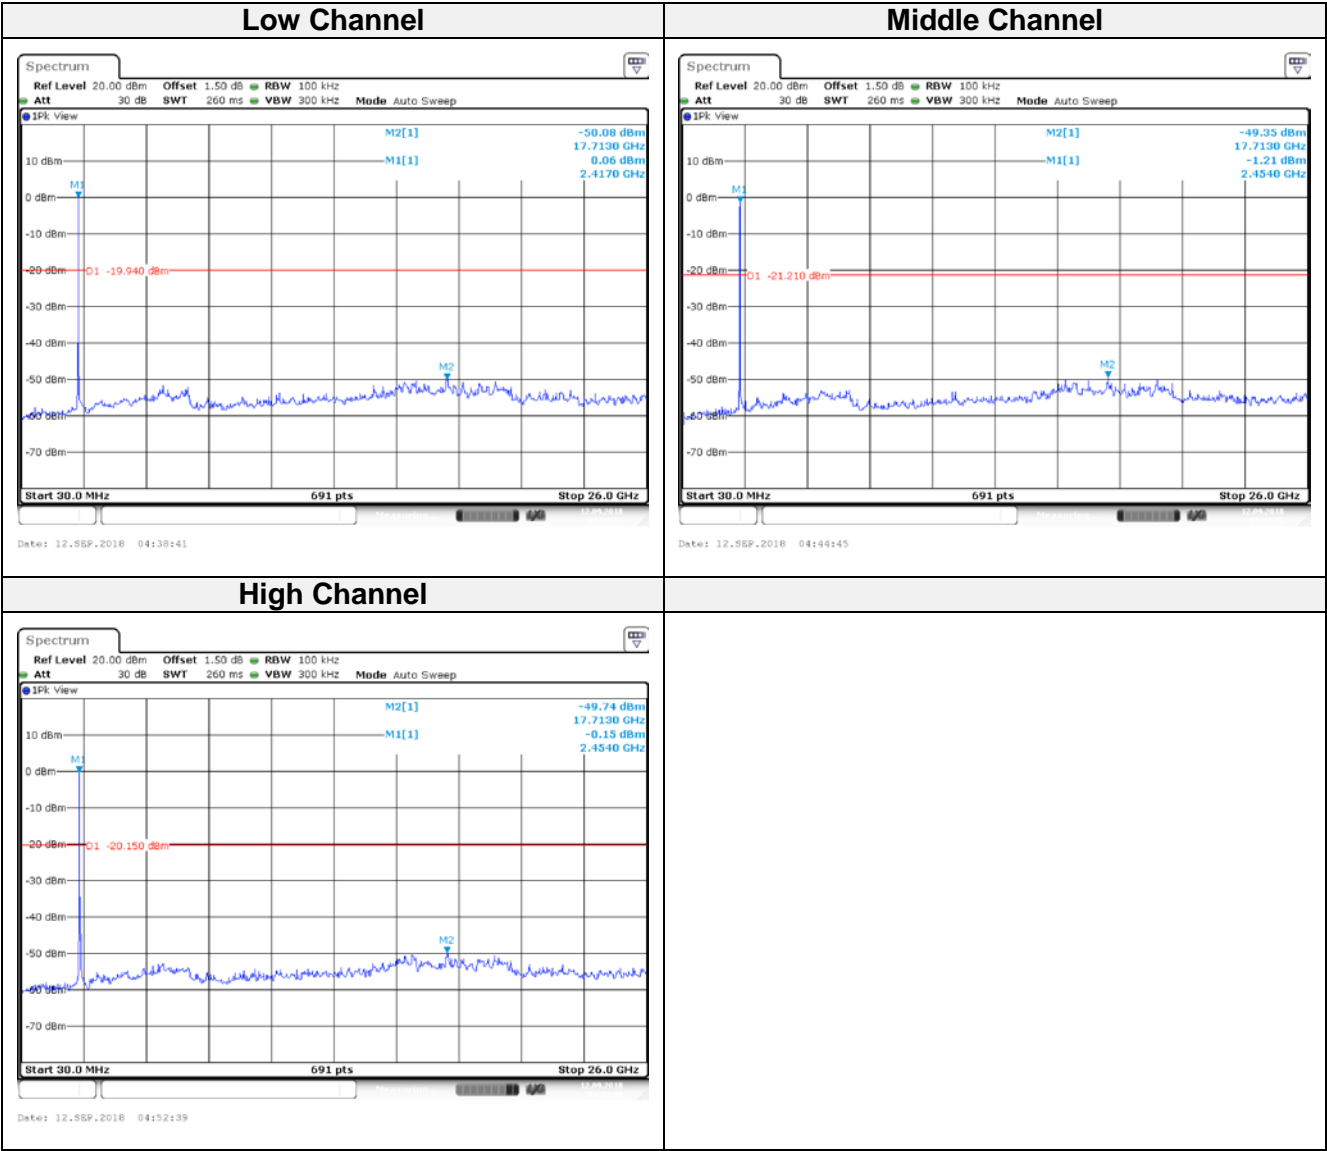 Low Channel
Spectrum
Ref Level 20.00 dBm Offset 1.50 dB RBW 100 kHz
Att 30 dB SWT 260 ms VBW 300 kHz Mode Auto Sweep
1Pk View
M2[1] -50.08 dBm
17.7130 GHz
10 dBm M1[1] 0.06 dBm
2.4170 GHz
M1
0 dBm
-10 dBm
-20 dBm D1 -19.940 dBm
-30 dBm
-40 dBm
M2
-50 dBm
-60 dBm
-70 dBm
Start 30.0 MHz 691 pts Stop 26.0 GHz
Date: 12.SEP.2018 04:38:41
Middle Channel
Spectrum
Ref Level 20.00 dBm Offset 1.50 dB RBW 100 kHz
Att 30 dB SWT 260 ms VBW 300 kHz Mode Auto Sweep
1Pk View
M2[1] -49.35 dBm
17.7130 GHz
10 dBm M1[1] -1.21 dBm
2.4540 GHz
M1
0 dBm
-10 dBm
-20 dBm
D1 -21.210 dBm
-30 dBm
-40 dBm
M2
-50 dBm
-60 dBm
-70 dBm
Start 30.0 MHz 691 pts Stop 26.0 GHz
Date: 12.SEP.2018 04:44:45
High Channel
Spectrum
Ref Level 20.00 dBm Offset 1.50 dB RBW 100 kHz
Att 30 dB SWT 260 ms VBW 300 kHz Mode Auto Sweep
1Pk View
M2[1] -49.74 dBm
17.7130 GHz
10 dBm M1[1] -0.15 dBm
2.4540 GHz
M1
0 dBm
-10 dBm
-20 dBm D1 -20.150 dBm
-30 dBm
-40 dBm
M2
-50 dBm
-60 dBm
-70 dBm
Start 30.0 MHz 691 pts Stop 26.0 GHz
Date: 12.SEP.2018 04:52:39